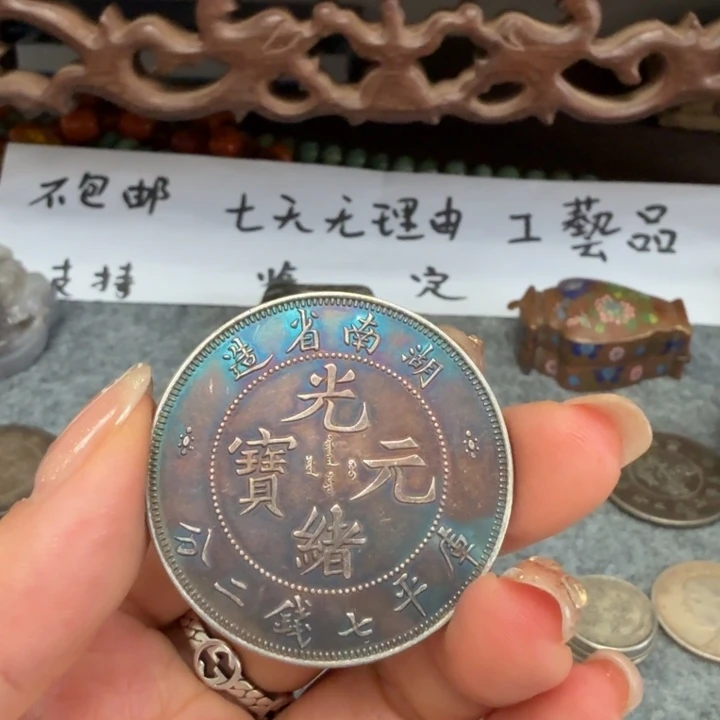 不包邮 七天无理由 工藝品
支持 鉴定
湖南省造
光緒元寶
庫平七錢二分